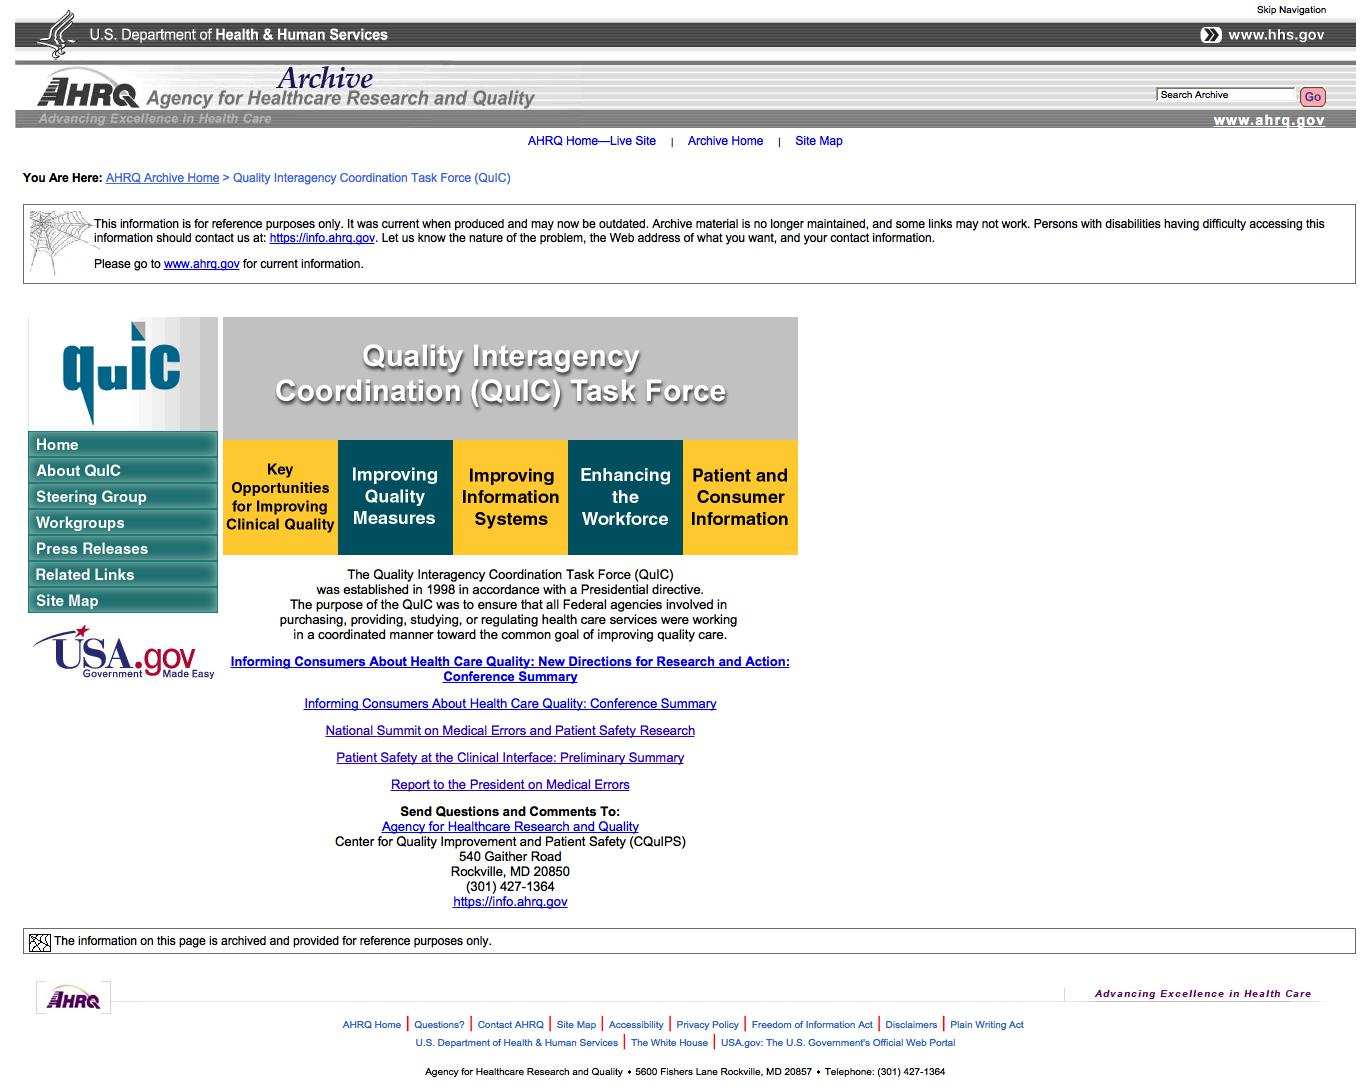 Skip Navigation
U.S. Department of Health & Human Services
www.hhs.gov
Archive
AHRQ Agency for Healthcare Research and Quality
Search Archive Go
Advancing Excellence in Health Care
www.ahrq.gov
AHRQ Home—Live Site | Archive Home | Site Map
You Are Here: AHRQ Archive Home > Quality Interagency Coordination Task Force (QuIC)
This information is for reference purposes only. It was current when produced and may now be outdated. Archive material is no longer maintained, and some links may not work. Persons with disabilities having difficulty accessing this
information should contact us at: https://info.ahrq.gov. Let us know the nature of the problem, the Web address of what you want, and your contact information.
Please go to www.ahrq.gov for current information.
quIC
Home
About QuIC
Steering Group
Workgroups
Press Releases
Related Links
Site Map
USA.gov
Government Made Easy
Quality Interagency
Coordination (QuIC) Task Force
Key
Opportunities
for Improving
Clinical Quality
Improving
Quality
Measures
Improving
Information
Systems
Enhancing
the
Workforce
Patient and
Consumer
Information
The Quality Interagency Coordination Task Force (QuIC)
was established in 1998 in accordance with a Presidential directive.
The purpose of the QuIC was to ensure that all Federal agencies involved in
purchasing, providing, studying, or regulating health care services were working
in a coordinated manner toward the common goal of improving quality care.
Informing Consumers About Health Care Quality: New Directions for Research and Action:
Conference Summary
Informing Consumers About Health Care Quality: Conference Summary
National Summit on Medical Errors and Patient Safety Research
Patient Safety at the Clinical Interface: Preliminary Summary
Report to the President on Medical Errors
Send Questions and Comments To:
Agency for Healthcare Research and Quality
Center for Quality Improvement and Patient Safety (CQuIPS)
540 Gaither Road
Rockville, MD 20850
(301) 427-1364
https://info.ahrq.gov
The information on this page is archived and provided for reference purposes only.
AHRQ
Advancing Excellence in Health Care
AHRQ Home | Questions? | Contact AHRQ | Site Map | Accessibility | Privacy Policy | Freedom of Information Act | Disclaimers | Plain Writing Act
U.S. Department of Health & Human Services | The White House | USA.gov: The U.S. Government's Official Web Portal
Agency for Healthcare Research and Quality • 5600 Fishers Lane Rockville, MD 20857 • Telephone: (301) 427-1364